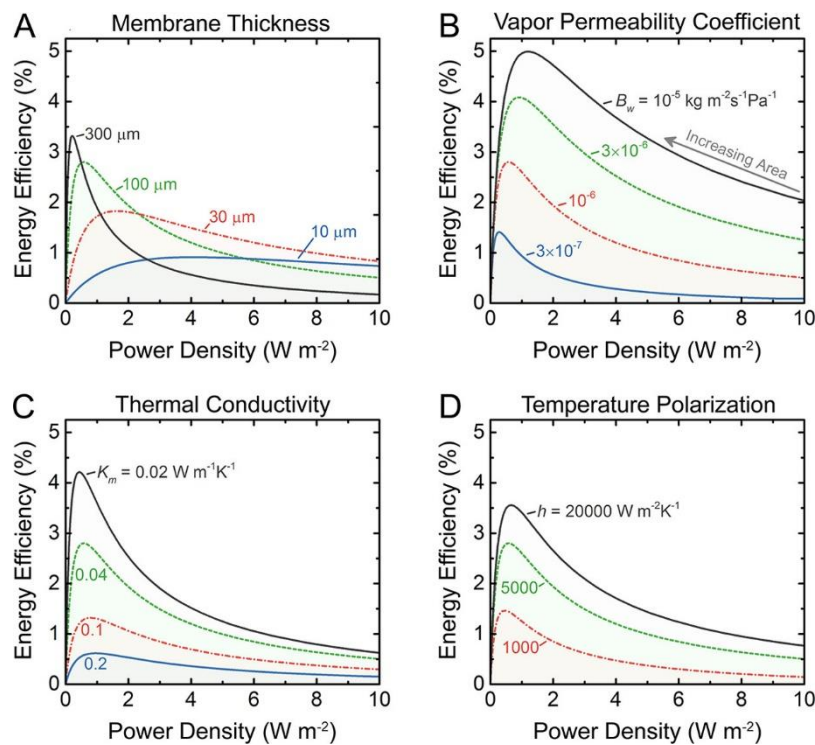 A
Membrane Thickness
Energy Efficiency (%)
5
4
3
2
1
0
300 μm
100 μm
30 μm
10 μm
0 2 4 6 8 10
Power Density (W m⁻²)
B
Vapor Permeability Coefficient
Energy Efficiency (%)
5
4
3
2
1
0
B_w = 10⁻⁵ kg m⁻²s⁻¹Pa⁻¹
Increasing Area
3×10⁻⁶
10⁻⁶
3×10⁻⁷
0 2 4 6 8 10
Power Density (W m⁻²)
C
Thermal Conductivity
Energy Efficiency (%)
5
4
3
2
1
0
K_m = 0.02 W m⁻¹K⁻¹
0.04
0.1
0.2
0 2 4 6 8 10
Power Density (W m⁻²)
D
Temperature Polarization
Energy Efficiency (%)
5
4
3
2
1
0
h = 20000 W m⁻²K⁻¹
5000
1000
0 2 4 6 8 10
Power Density (W m⁻²)